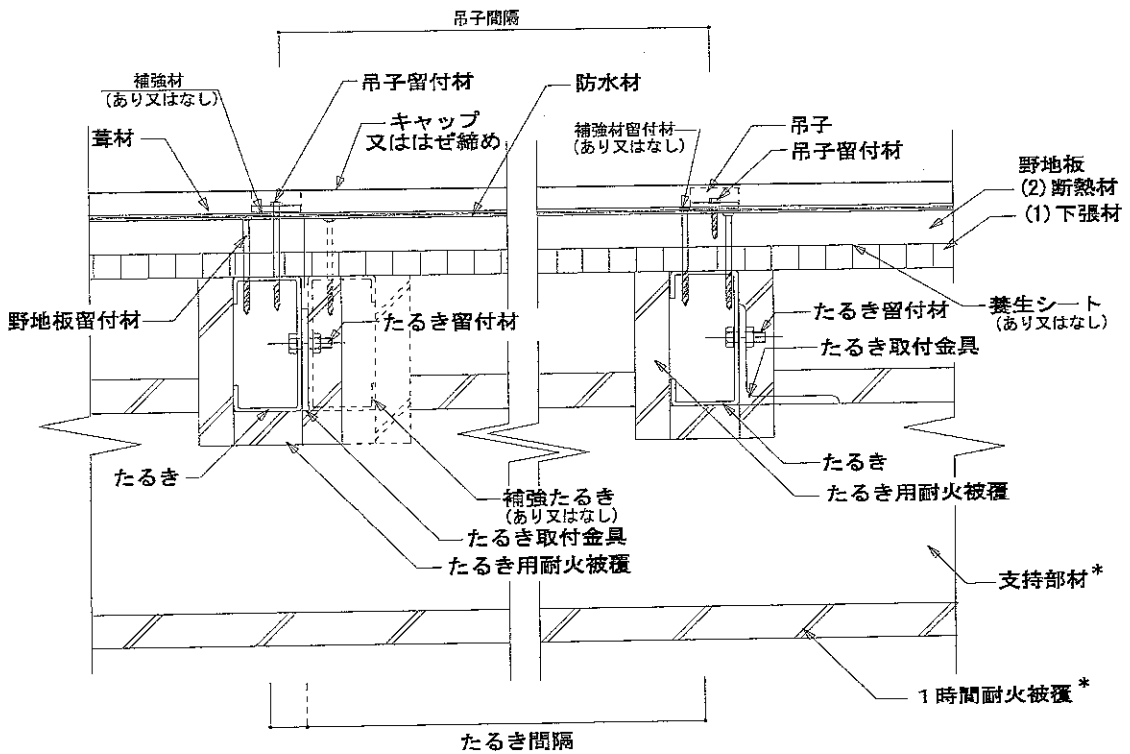 吊子間隔
補強材
(あり又はなし)
吊子留付材
防水材
葺材
キャップ
又ははぜ締め
補強材留付材
(あり又はなし)
吊子
吊子留付材
野地板
(2)断熱材
(1)下張材
野地板留付材
たるき留付材
養生シート
(あり又はなし)
たるき留付材
たるき取付金具
たるき
補強たるき
(あり又はなし)
たるき取付金具
たるき用耐火被覆
たるき
たるき用耐火被覆
支持部材*
1時間耐火被覆*
たるき間隔